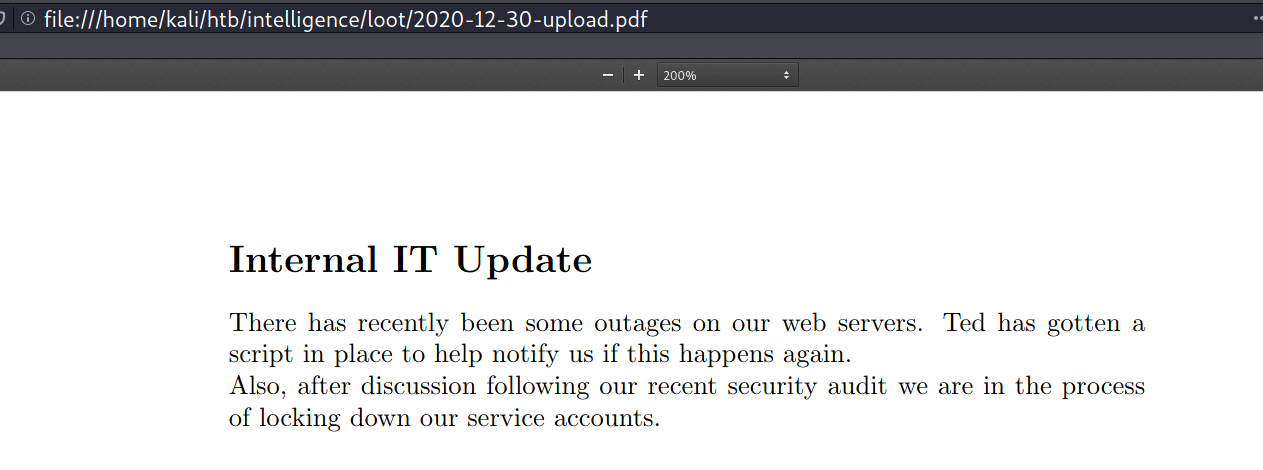 file:///home/kali/htb/intelligence/loot/2020-12-30-upload.pdf
200%
Internal IT Update
There has recently been some outages on our web servers. Ted has gotten a
script in place to help notify us if this happens again.
Also, after discussion following our recent security audit we are in the process
of locking down our service accounts.